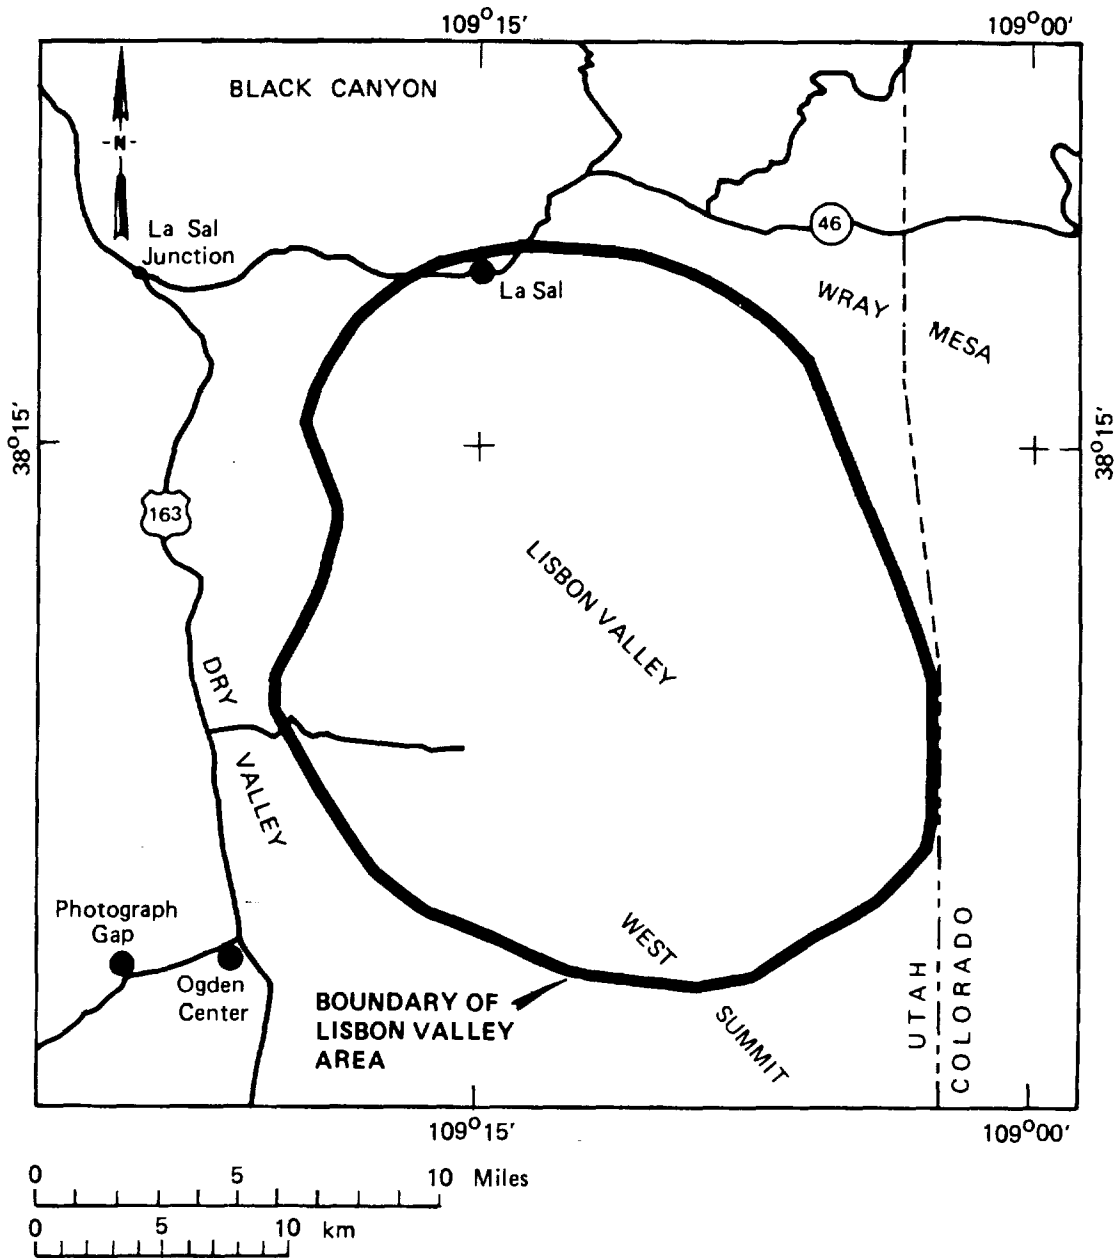 109°15'
109°00'
BLACK CANYON
-N-
La Sal
Junction
46
La Sal
WRAY MESA
38°15'
38°15'
163
LISBON VALLEY
DRY VALLEY
Photograph
Gap
Ogden
Center
WEST SUMMIT
BOUNDARY OF
LISBON VALLEY
AREA
UTAH
COLORADO
109°15'
109°00'
0 5 10 Miles
0 5 10 km